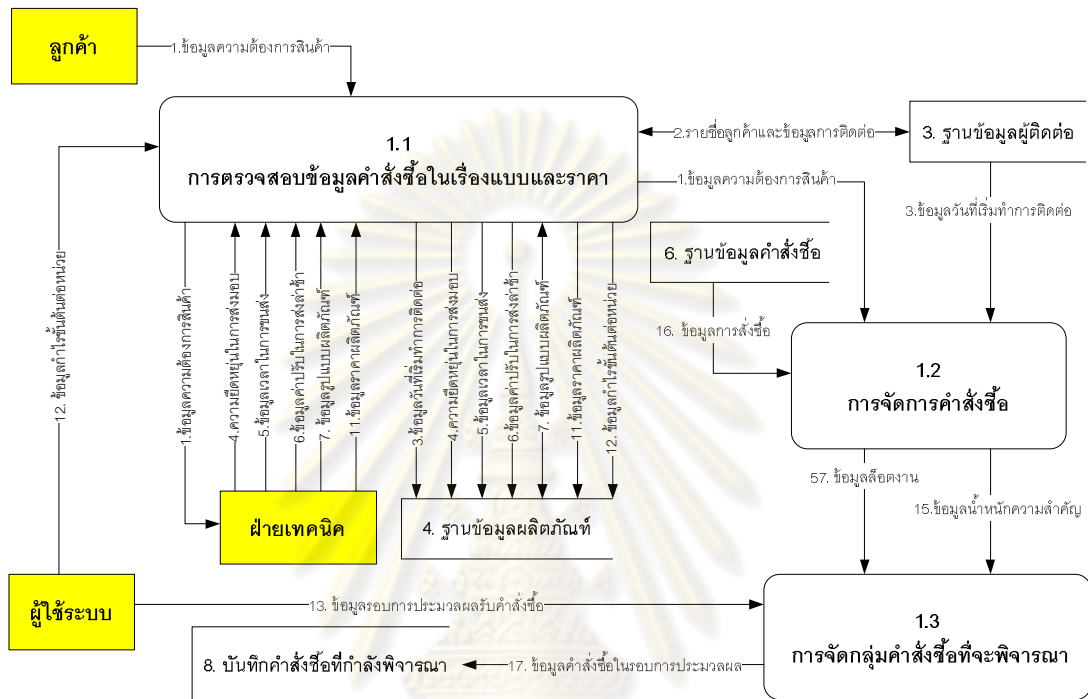 ลูกค้า
1.ข้อมูลความต้องการสินค้า
1.1
การตรวจสอบข้อมูลคำสั่งซื้อในเรื่องแบบและราคา
2.รายชื่อลูกค้าและข้อมูลการติดต่อ
3. ฐานข้อมูลผู้ติดต่อ
1.ข้อมูลความต้องการสินค้า
3.ข้อมูลวันที่เริ่มทำการติดต่อ
6. ฐานข้อมูลคำสั่งซื้อ
16. ข้อมูลการสั่งซื้อ
1.2
การจัดการคำสั่งซื้อ
12. ข้อมูลกำไรขั้นต้นต่อหน่วย
1.ข้อมูลความต้องการสินค้า
4.ความยืดหยุ่นในการส่งมอบ
5.ข้อมูลเวลาในการขนส่ง
6.ข้อมูลค่าปรับในการส่งล่าช้า
7. ข้อมูลรูปแบบผลิตภัณฑ์
11.ข้อมูลราคาผลิตภัณฑ์
3.ข้อมูลวันที่เริ่มทำการติดต่อ
4.ความยืดหยุ่นในการส่งมอบ
5.ข้อมูลเวลาในการขนส่ง
6.ข้อมูลค่าปรับในการส่งล่าช้า
7. ข้อมูลรูปแบบผลิตภัณฑ์
11.ข้อมูลราคาผลิตภัณฑ์
12. ข้อมูลกำไรขั้นต้นต่อหน่วย
57. ข้อมูลล็อตงาน
15.ข้อมูลน้ำหนักความสำคัญ
ฝ่ายเทคนิค
4. ฐานข้อมูลผลิตภัณฑ์
ผู้ใช้ระบบ
13. ข้อมูลรอบการประมวลผลรับคำสั่งซื้อ
1.3
การจัดกลุ่มคำสั่งซื้อที่จะพิจารณา
8. บันทึกคำสั่งซื้อที่กำลังพิจารณา
17. ข้อมูลคำสั่งซื้อในรอบการประมวลผล